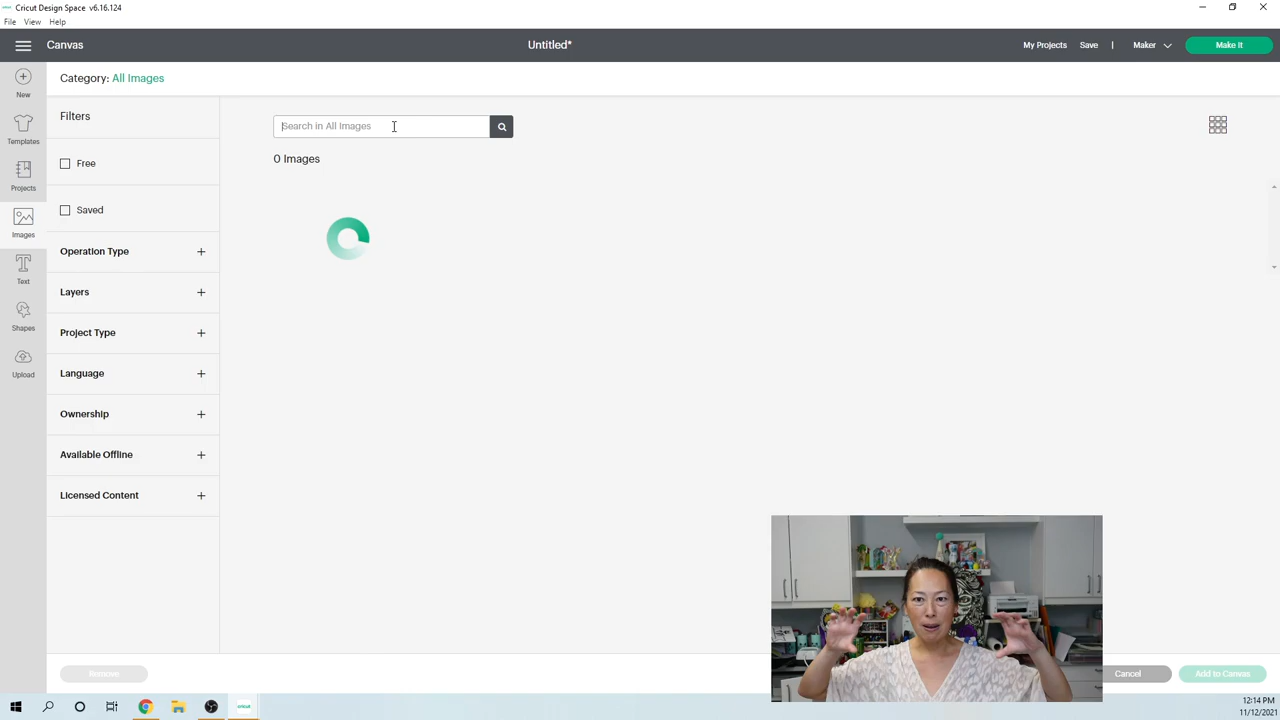 Cricut Design Space v6.16.124
File View Help
Canvas
Untitled*
My Projects Save | Maker Make It
New
Templates
Projects
Images
Text
Shapes
Upload
Category: All Images
Filters
Free
Saved
Operation Type +
Layers +
Project Type +
Language +
Ownership +
Available Offline +
Licensed Content +
Search in All Images
0 Images
Remove
Cancel
Add to Canvas
cricut
12:14 PM
11/12/2021